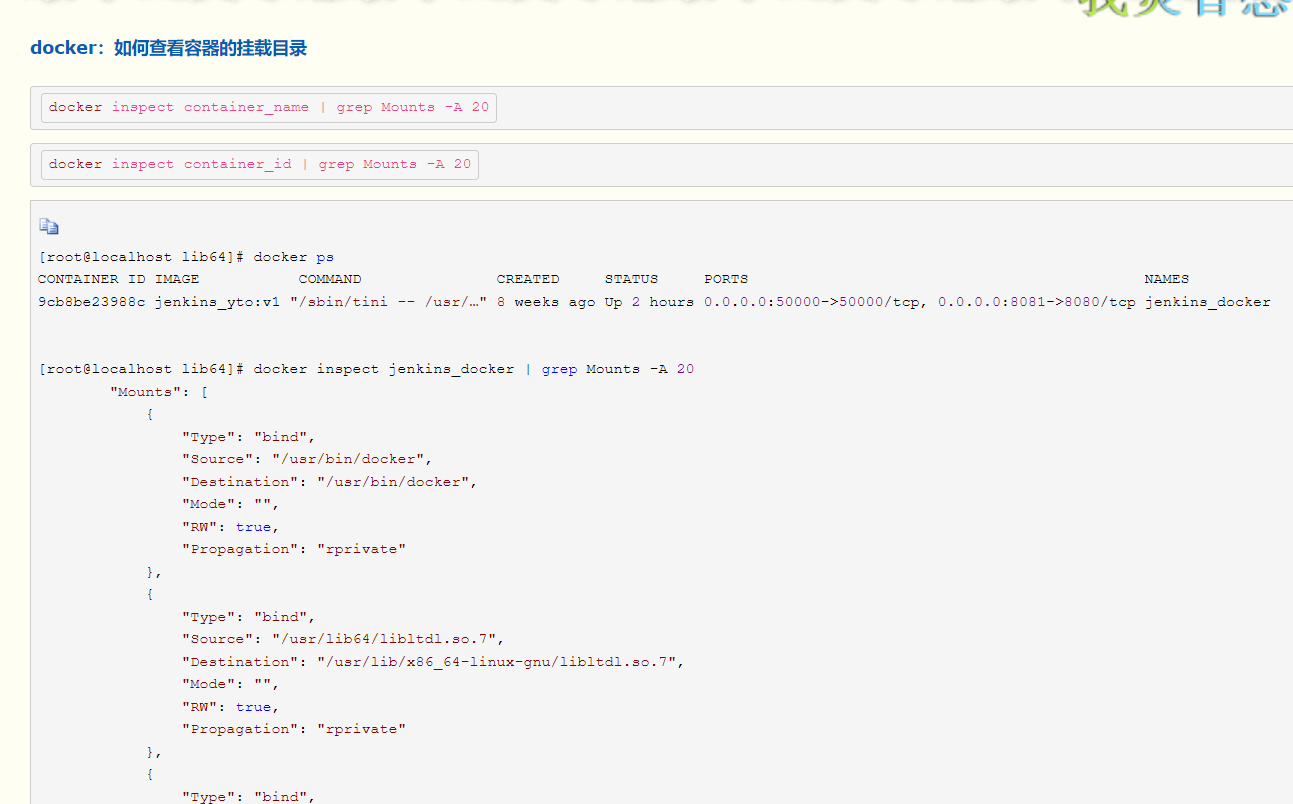 docker：如何查看容器的挂载目录
docker inspect container_name | grep Mounts -A 20
docker inspect container_id | grep Mounts -A 20
[root@localhost lib64]# docker ps
CONTAINER ID IMAGE COMMAND CREATED STATUS PORTS NAMES
9cb8be23988c jenkins_yto:v1 "/sbin/tini -- /usr/…" 8 weeks ago Up 2 hours 0.0.0.0:50000->50000/tcp, 0.0.0.0:8081->8080/tcp jenkins_docker
[root@localhost lib64]# docker inspect jenkins_docker | grep Mounts -A 20
"Mounts": [
{
"Type": "bind",
"Source": "/usr/bin/docker",
"Destination": "/usr/bin/docker",
"Mode": "",
"RW": true,
"Propagation": "rprivate"
},
{
"Type": "bind",
"Source": "/usr/lib64/libltdl.so.7",
"Destination": "/usr/lib/x86_64-linux-gnu/libltdl.so.7",
"Mode": "",
"RW": true,
"Propagation": "rprivate"
},
{
"Type": "bind",